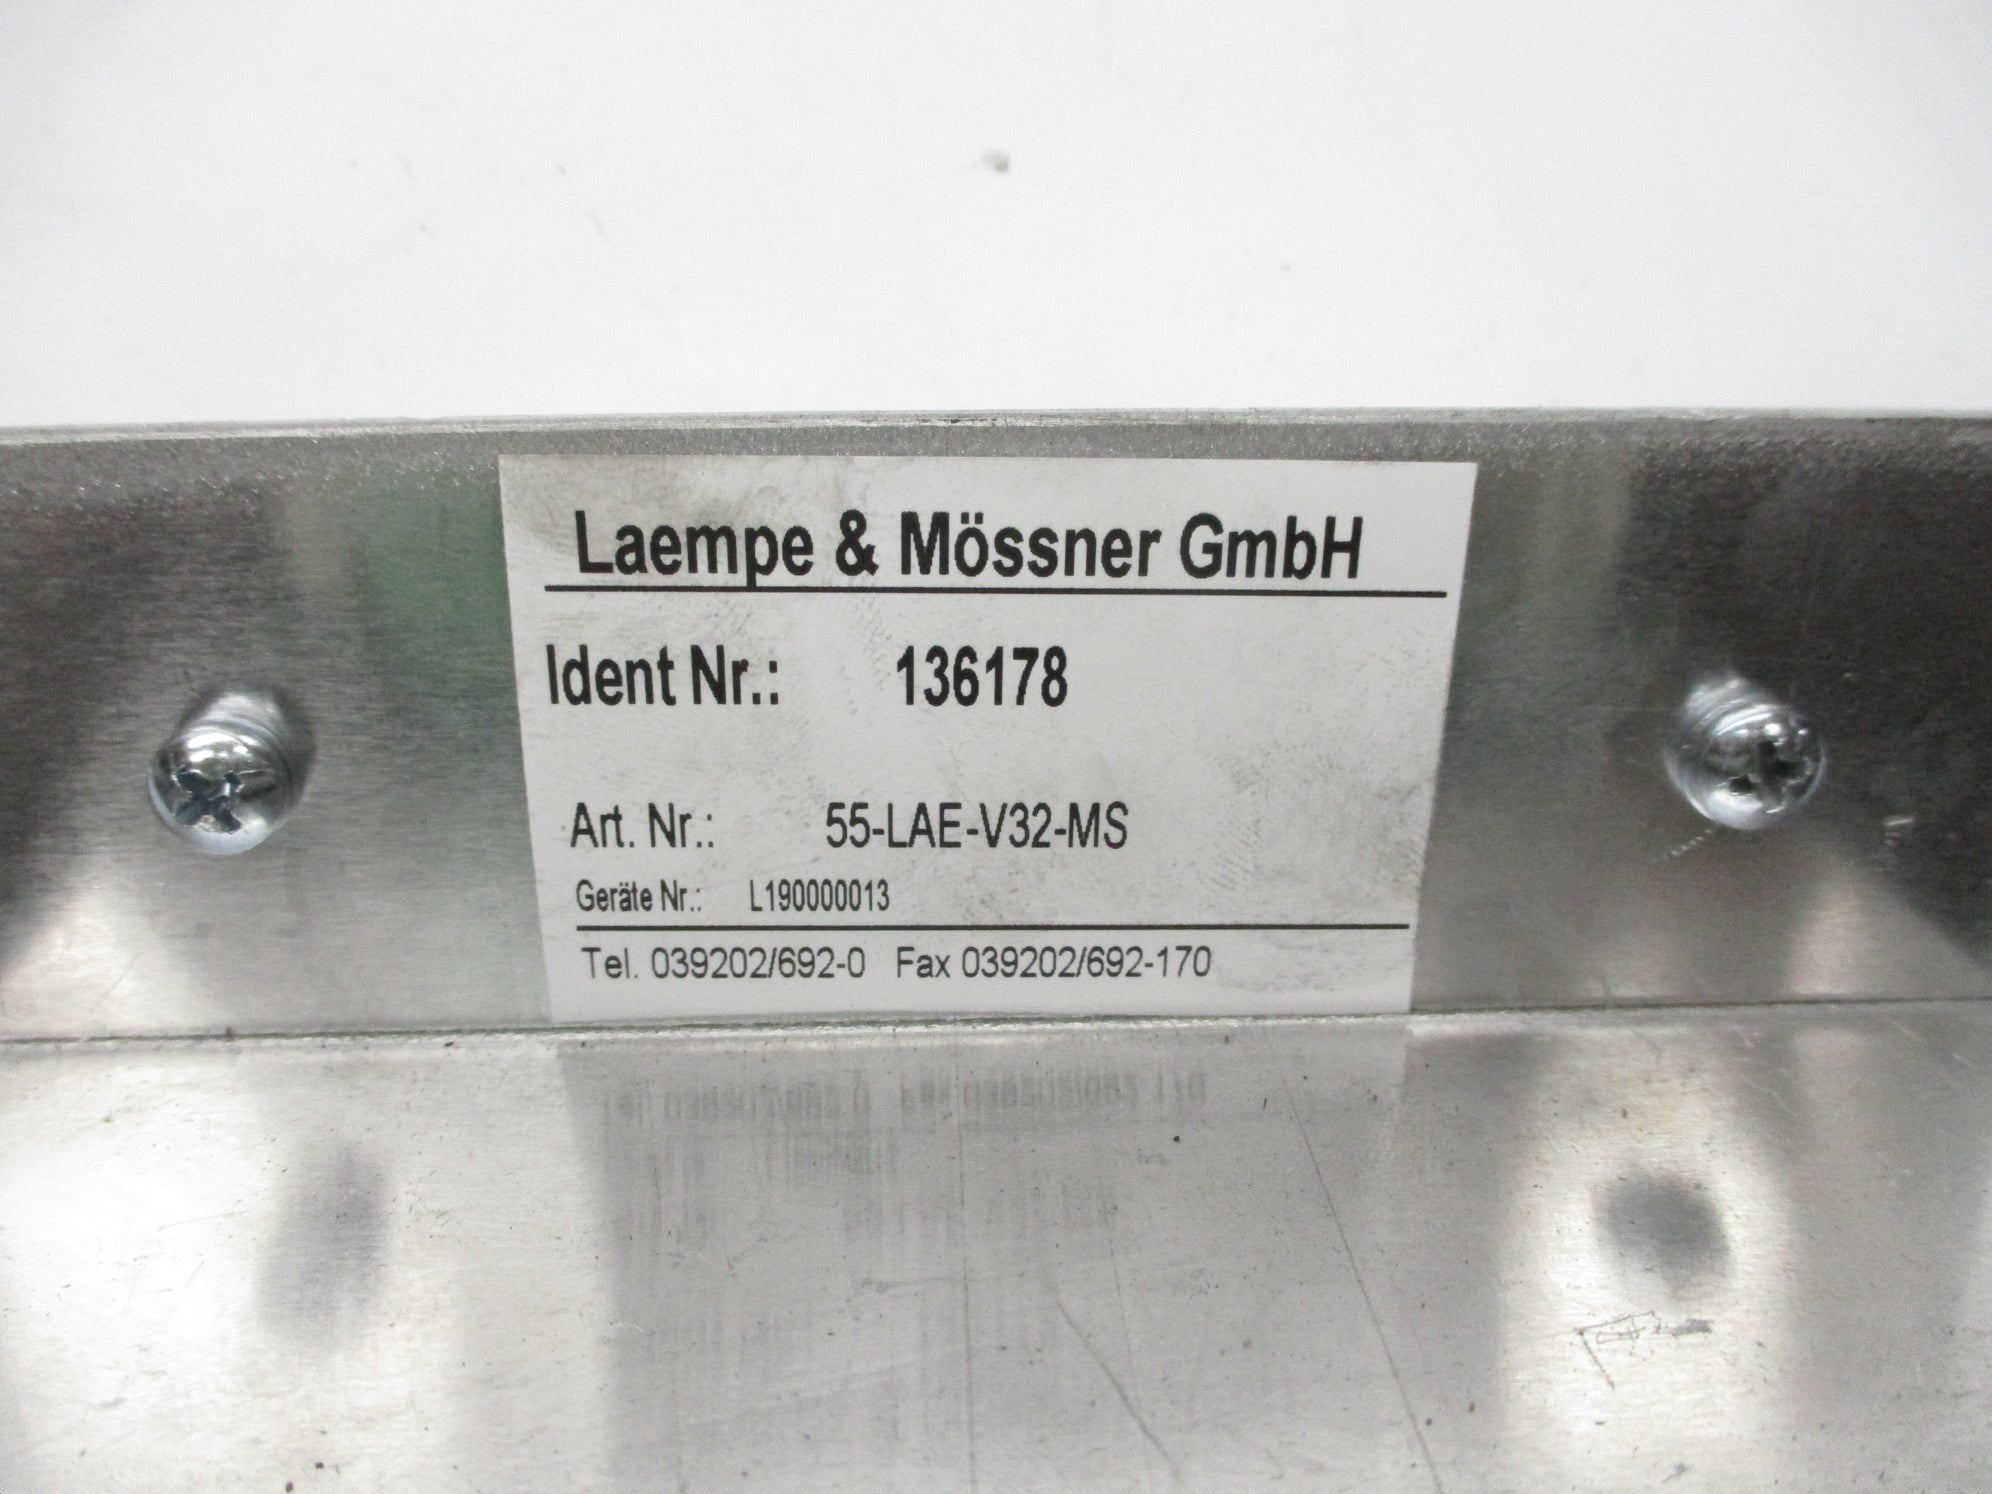 Laempe & Mössner GmbH
Ident Nr.: 136178
Art. Nr.: 55-LAE-V32-MS
Geräte Nr.: L190000013
Tel. 039202/692-0 Fax 039202/692-170